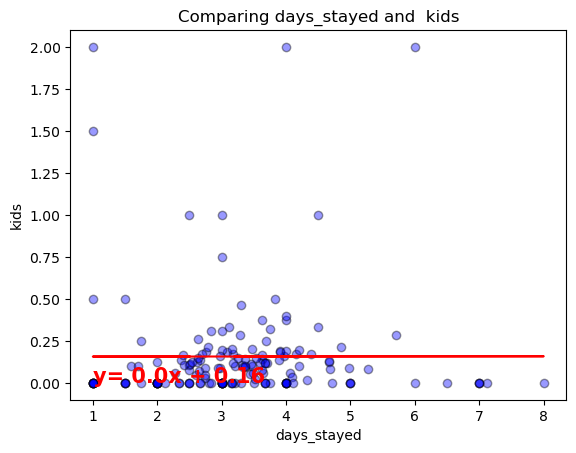 Comparing days_stayed and  kids
2.00
1.75
1.50
1.25
1.00
0.75
0.50
0.25
0.00
kids
y= 0.0x + 0.16
1 2 3 4 5 6 7 8
days_stayed